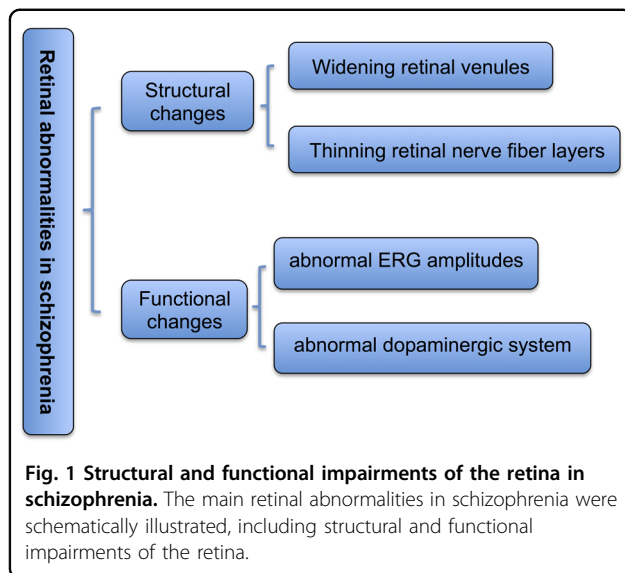 Retinal abnormalities in schizophrenia
Structural
changes
Widening retinal venules
Thinning retinal nerve fiber layers
Functional
changes
abnormal ERG amplitudes
abnormal dopaminergic system
Fig. 1 Structural and functional impairments of the retina in
schizophrenia. The main retinal abnormalities in schizophrenia were
schematically illustrated, including structural and functional
impairments of the retina.